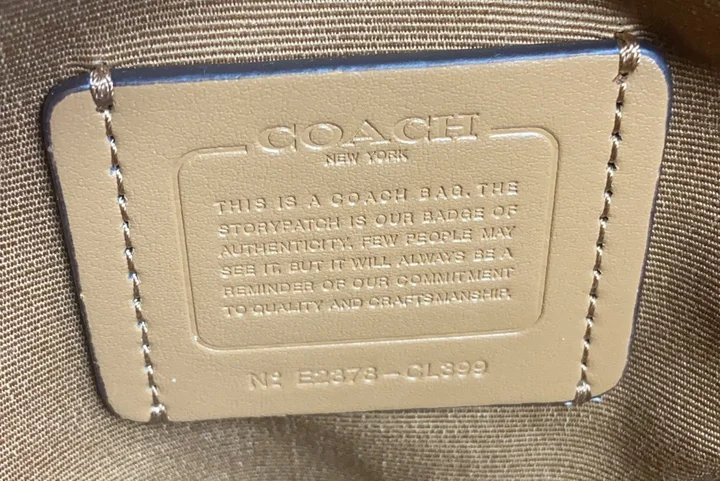 COACH
NEW YORK
THIS IS A COACH BAG. THE
STORYPATCH IS OUR BADGE OF
AUTHENTICITY. FEW PEOPLE MAY
SEE IT, BUT IT WILL ALWAYS BE A
REMINDER OF OUR COMMITMENT
TO QUALITY AND CRAFTSMANSHIP.
Nº E2373-CL399